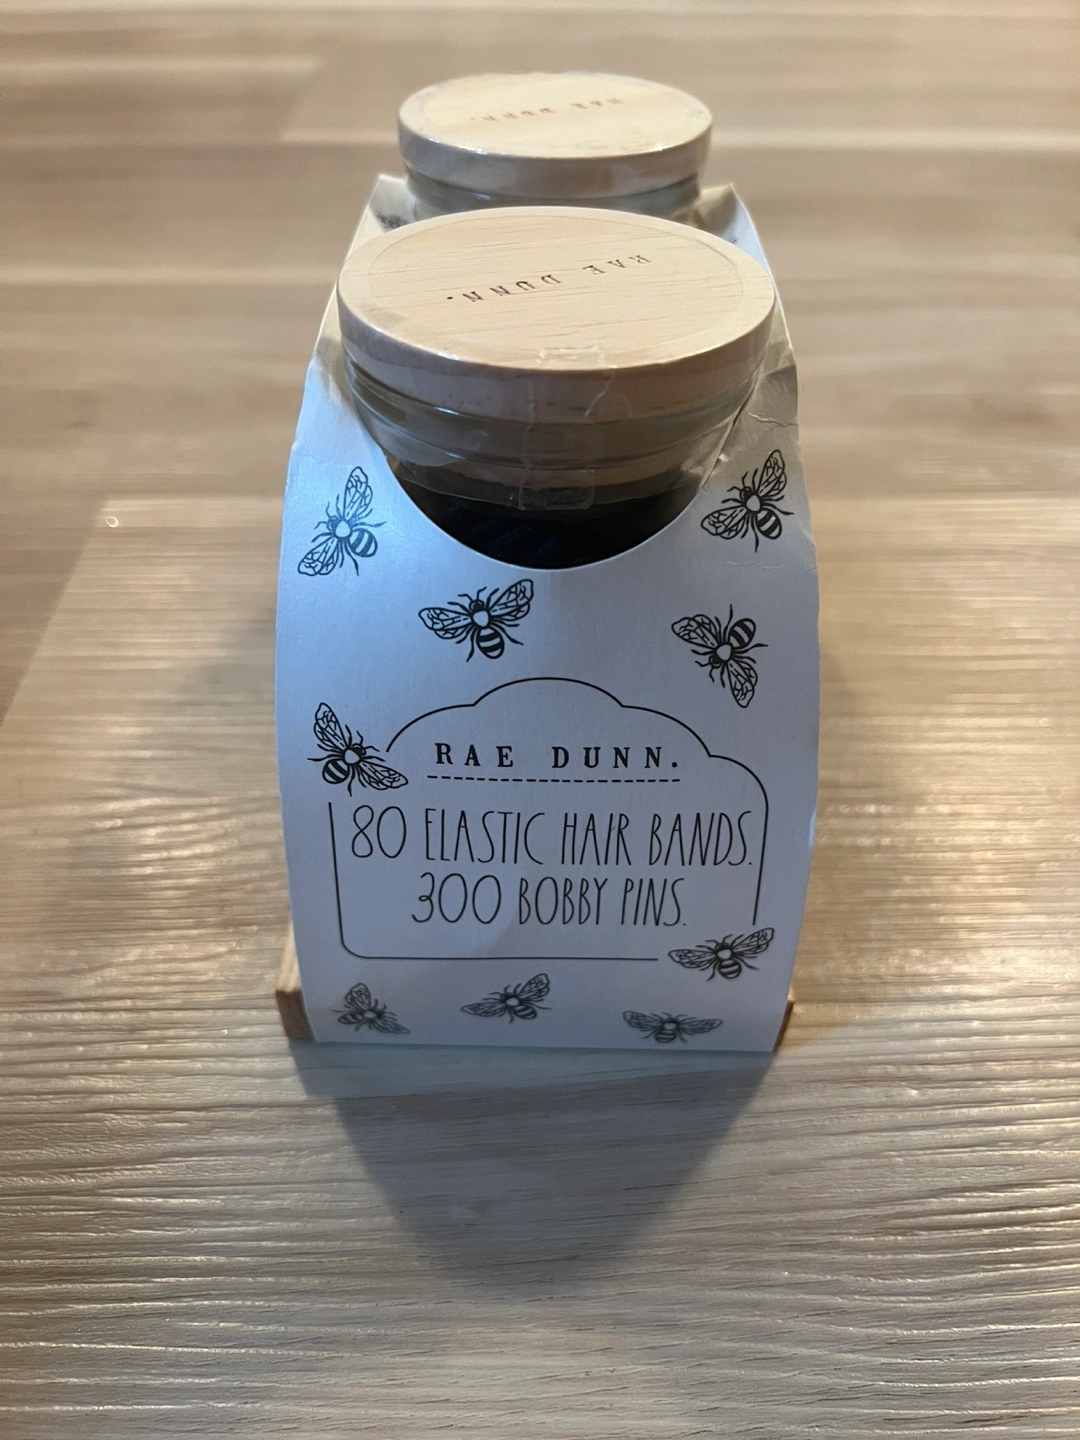 RAE DUNN.
RAE DUNN.
RAE DUNN.
80 ELASTIC HAIR BANDS.
300 BOBBY PINS.